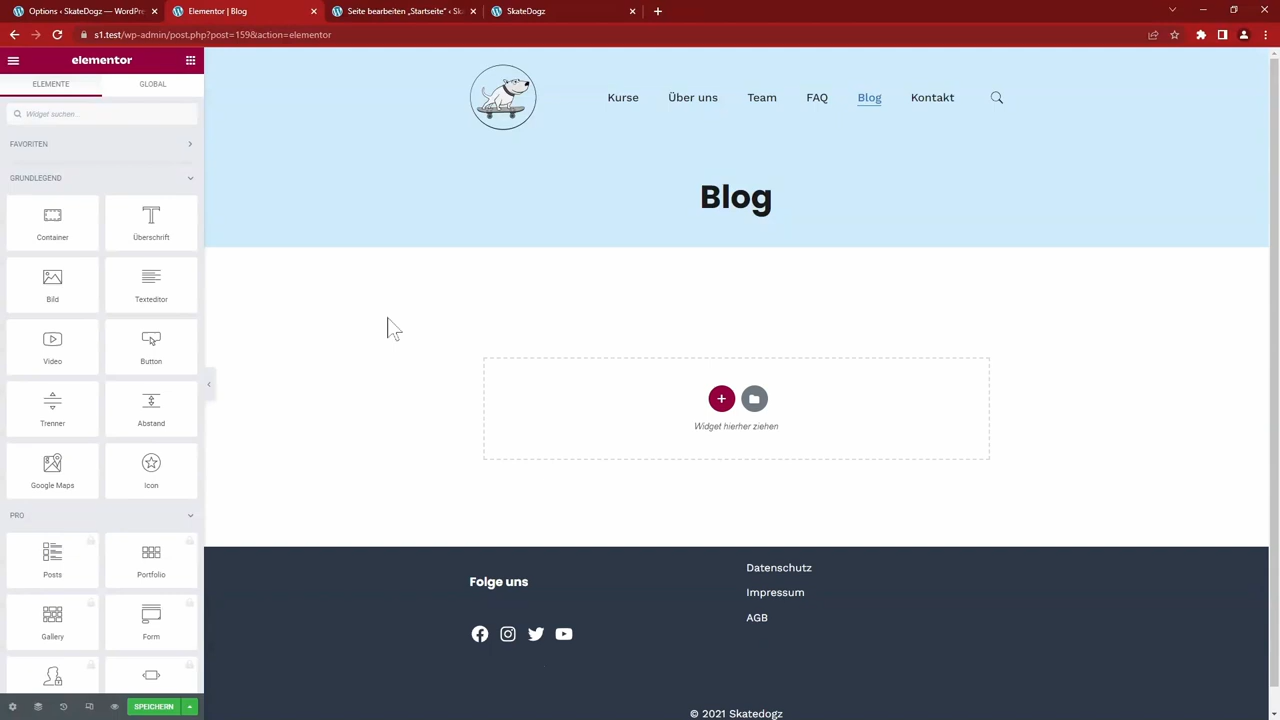 Options ‹ SkateDogz — WordPre
Elementor | Blog
Seite bearbeiten „Startseite" ‹ Sk
SkateDogz
s1.test/wp-admin/post.php?post=159&action=elementor
elementor
ELEMENTE
GLOBAL
Widget suchen...
FAVORITEN
GRUNDLEGEND
Container
Überschrift
Bild
Texteditor
Video
Button
Trenner
Abstand
Google Maps
Icon
PRO
Posts
Portfolio
Gallery
Form
SPEICHERN
Kurse
Über uns
Team
FAQ
Blog
Kontakt
Blog
Widget hierher ziehen
Folge uns
Datenschutz
Impressum
AGB
© 2021 Skatedogz